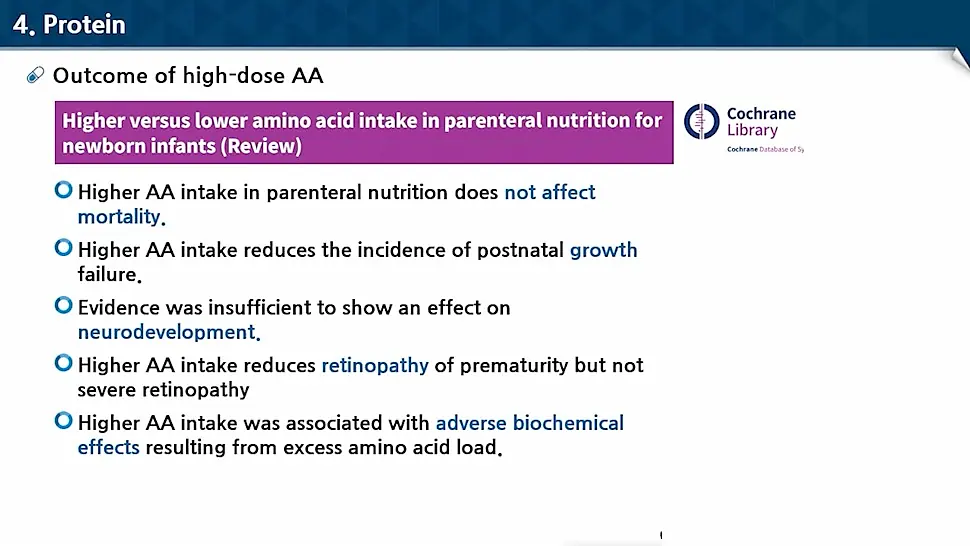 4. Protein
Outcome of high-dose AA
Higher versus lower amino acid intake in parenteral nutrition for
newborn infants (Review)
Cochrane
Library
Cochrane Database of Sy
Higher AA intake in parenteral nutrition does not affect
mortality.
Higher AA intake reduces the incidence of postnatal growth
failure.
Evidence was insufficient to show an effect on
neurodevelopment.
Higher AA intake reduces retinopathy of prematurity but not
severe retinopathy
Higher AA intake was associated with adverse biochemical
effects resulting from excess amino acid load.